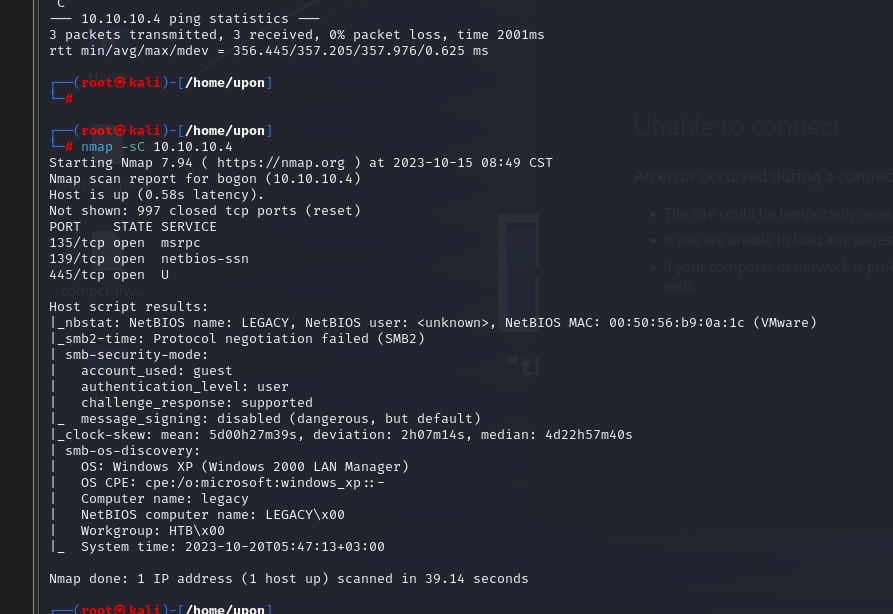 ^C
─── 10.10.10.4 ping statistics ───
3 packets transmitted, 3 received, 0% packet loss, time 2001ms
rtt min/avg/max/mdev = 356.445/357.205/357.976/0.625 ms
┌──(root㉿kali)-[/home/upon]
└─#
┌──(root㉿kali)-[/home/upon]
└─# nmap -sC 10.10.10.4
Starting Nmap 7.94 ( https://nmap.org ) at 2023-10-15 08:49 CST
Nmap scan report for bogon (10.10.10.4)
Host is up (0.58s latency).
Not shown: 997 closed tcp ports (reset)
PORT    STATE SERVICE
135/tcp open  msrpc
139/tcp open  netbios-ssn
445/tcp open  U
Host script results:
|_nbstat: NetBIOS name: LEGACY, NetBIOS user: <unknown>, NetBIOS MAC: 00:50:56:b9:0a:1c (VMware)
|_smb2-time: Protocol negotiation failed (SMB2)
| smb-security-mode:
|   account_used: guest
|   authentication_level: user
|   challenge_response: supported
|_  message_signing: disabled (dangerous, but default)
|_clock-skew: mean: 5d00h27m39s, deviation: 2h07m14s, median: 4d22h57m40s
| smb-os-discovery:
|   OS: Windows XP (Windows 2000 LAN Manager)
|   OS CPE: cpe:/o:microsoft:windows_xp::-
|   Computer name: legacy
|   NetBIOS computer name: LEGACY\x00
|   Workgroup: HTB\x00
|_  System time: 2023-10-20T05:47:13+03:00
Nmap done: 1 IP address (1 host up) scanned in 39.14 seconds
┌──(root㉿kali)-[/home/upon]
Unable to connect
An error occurred during a connec
The site could be temporarily unav
If you are unable to load any pages
If your computer or network is pro
web.
competitiv...
"tl